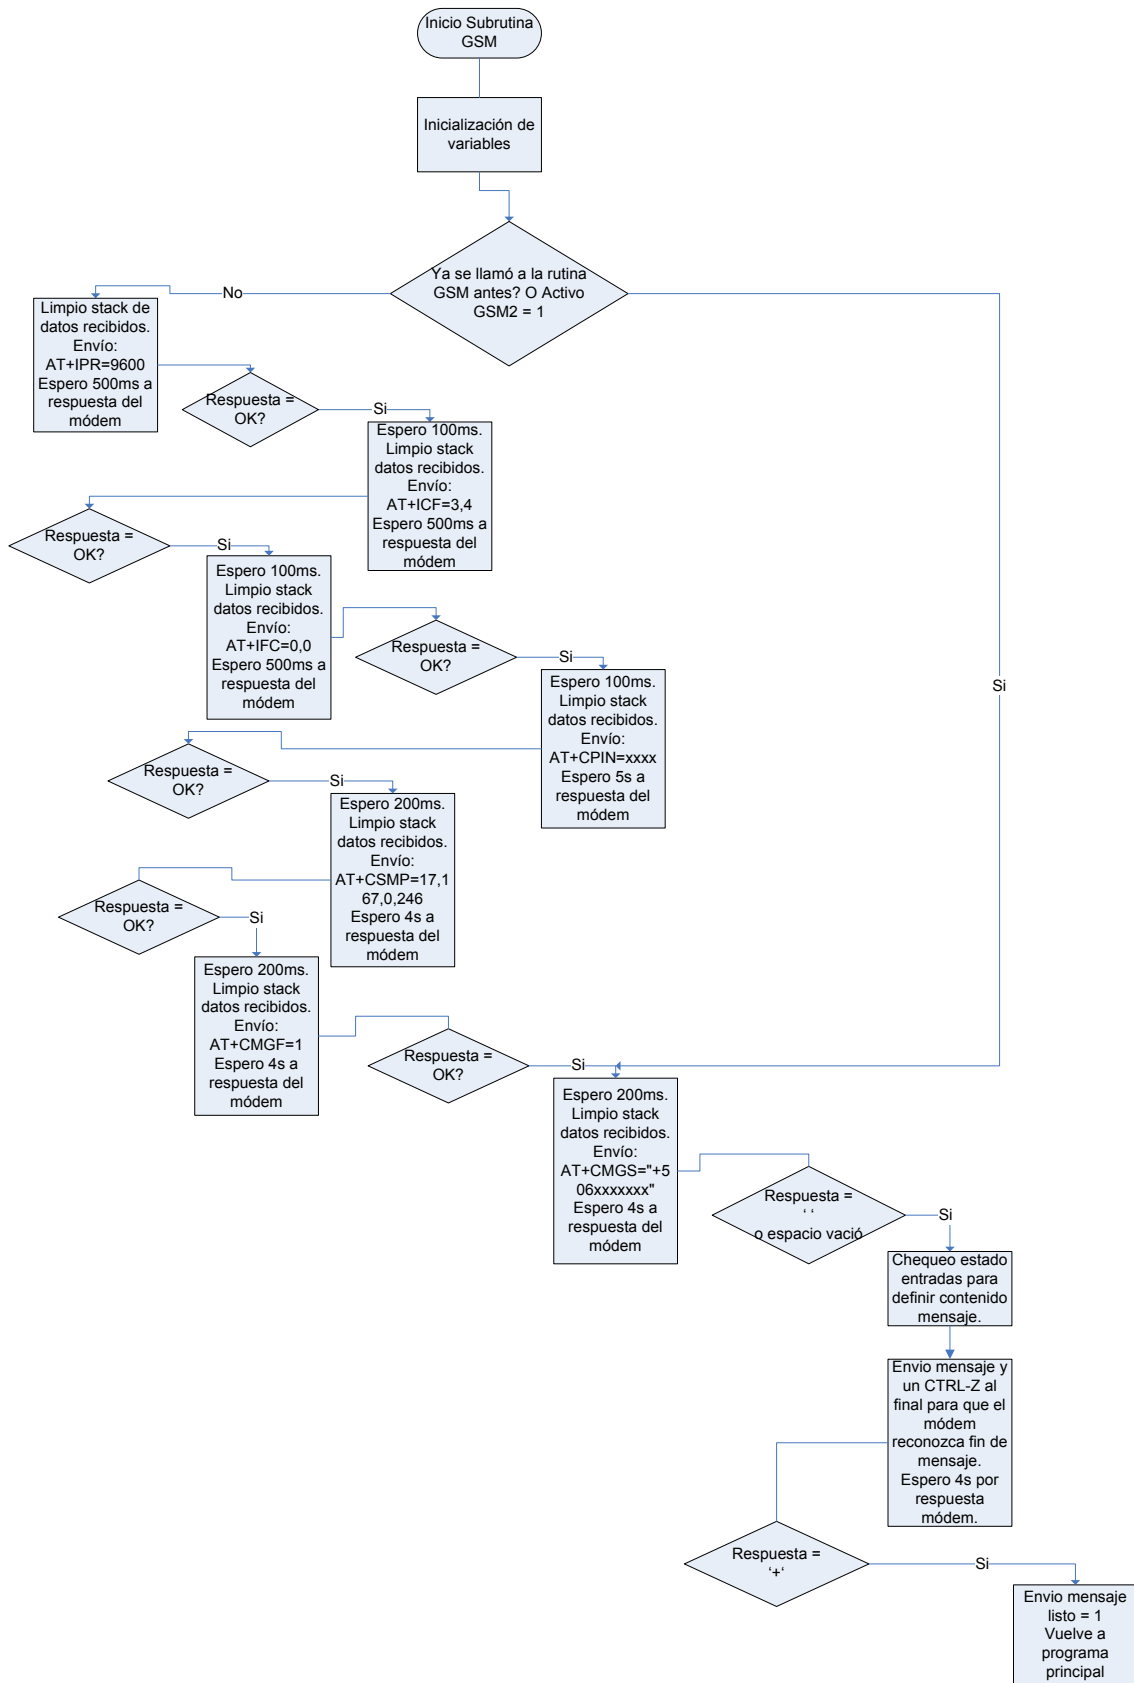 Inicio Subrutina
GSM
Inicialización de
variables
Ya se llamó a la rutina
GSM antes? O Activo
GSM2 = 1
No
Si
Limpio stack de
datos recibidos.
Envío:
AT+IPR=9600
Espero 500ms a
respuesta del
módem
Respuesta =
OK?
Si
Espero 100ms.
Limpio stack
datos recibidos.
Envío:
AT+ICF=3,4
Espero 500ms a
respuesta del
módem
Respuesta =
OK?
Si
Espero 100ms.
Limpio stack
datos recibidos.
Envío:
AT+IFC=0,0
Espero 500ms a
respuesta del
módem
Respuesta =
OK?
Si
Espero 100ms.
Limpio stack
datos recibidos.
Envío:
AT+CPIN=xxxx
Espero 5s a
respuesta del
módem
Respuesta =
OK?
Si
Espero 200ms.
Limpio stack
datos recibidos.
Envío:
AT+CSMP=17,1
67,0,246
Espero 4s a
respuesta del
módem
Respuesta =
OK?
Si
Espero 200ms.
Limpio stack
datos recibidos.
Envío:
AT+CMGF=1
Espero 4s a
respuesta del
módem
Respuesta =
OK?
Si
Espero 200ms.
Limpio stack
datos recibidos.
Envío:
AT+CMGS="+5
06xxxxxxx"
Espero 4s a
respuesta del
módem
Respuesta =
‘ ‘
o espacio vació
Si
Chequeo estado
entradas para
definir contenido
mensaje.
Envio mensaje y
un CTRL-Z al
final para que el
módem
reconozca fin de
mensaje.
Espero 4s por
respuesta
módem.
Respuesta =
‘+‘
Si
Envio mensaje
listo = 1
Vuelve a
programa
principal